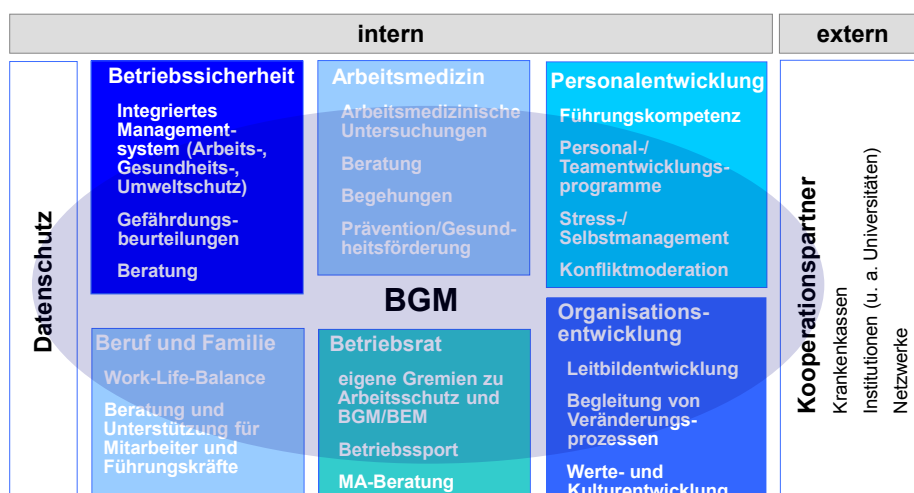 intern
extern
Datenschutz
Betriebssicherheit
Integriertes
Management-
system (Arbeits-,
Gesundheits-,
Umweltschutz)
Gefährdungs-
beurteilungen
Beratung
Arbeitsmedizin
Arbeitsmedizinische
Untersuchungen
Beratung
Begehungen
Prävention/Gesund-
heitsförderung
Personalentwicklung
Führungskompetenz
Personal-/
Teamentwicklungs-
programme
Stress-/
Selbstmanagement
Konfliktmoderation
BGM
Beruf und Familie
Work-Life-Balance
Beratung und
Unterstützung für
Mitarbeiter und
Führungskräfte
Betriebsrat
eigene Gremien zu
Arbeitsschutz und
BGM/BEM
Betriebssport
MA-Beratung
Organisations-
entwicklung
Leitbildentwicklung
Begleitung von
Veränderungs-
prozessen
Werte- und
Kulturentwicklung
Kooperationspartner
Krankenkassen
Institutionen (u. a. Universitäten)
Netzwerke